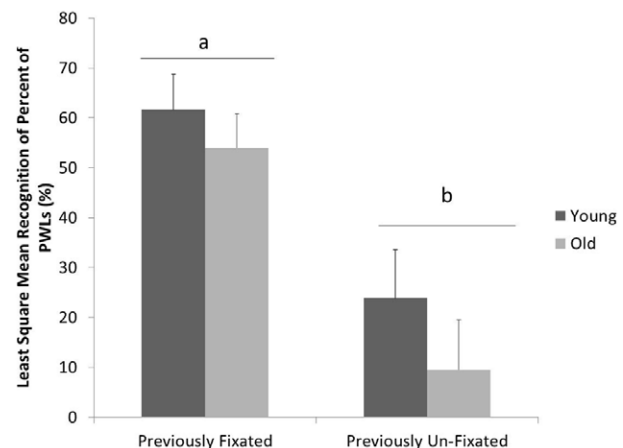 Least Square Mean Recognition of Percent of
PWLs (%)
80
70
60
50
40
30
20
10
0
a
b
Young
Old
Previously Fixated
Previously Un-Fixated